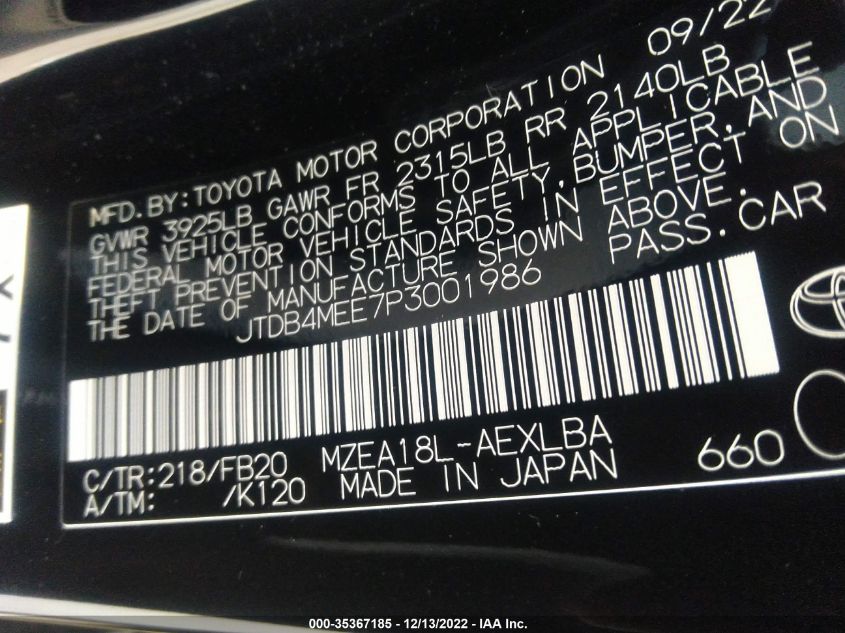 MFD.BY:TOYOTA MOTOR CORPORATION 09/22
GVWR 3925LB GAWR FR 2315LB RR 2140LB
THIS VEHICLE CONFORMS TO ALL APPLICABLE
FEDERAL MOTOR VEHICLE SAFETY,BUMPER,AND
THEFT PREVENTION STANDARDS IN EFFECT ON
THE DATE OF MANUFACTURE SHOWN ABOVE.
JTDB4MEE7P3001986 PASS.CAR
C/TR:218/FB20 MZEA18L-AEXLBA
A/TM: /K120 MADE IN JAPAN 660
000-35367185 - 12/13/2022 - IAA Inc.